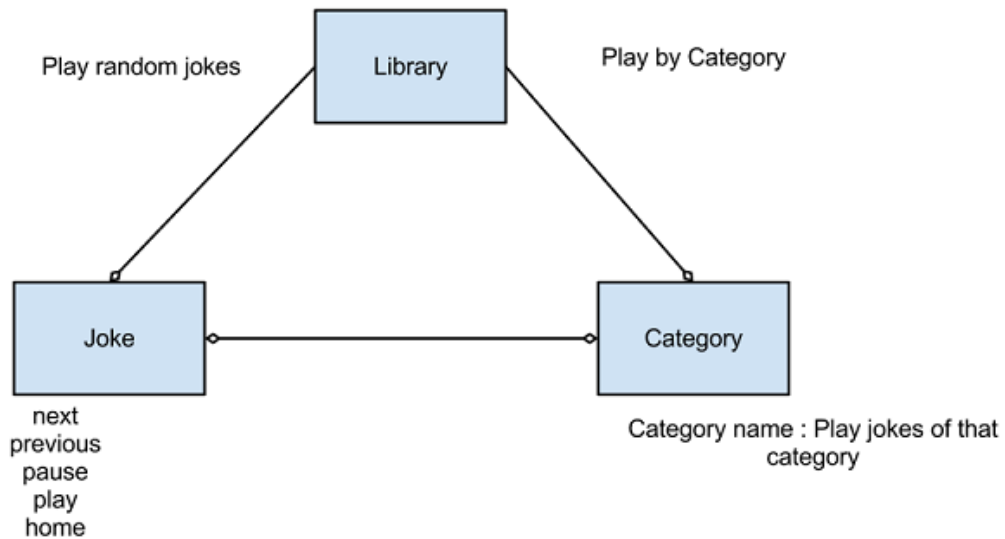 Play random jokes
Library
Play by Category
Joke
Category
next
previous
pause
play
home
Category name : Play jokes of that
category